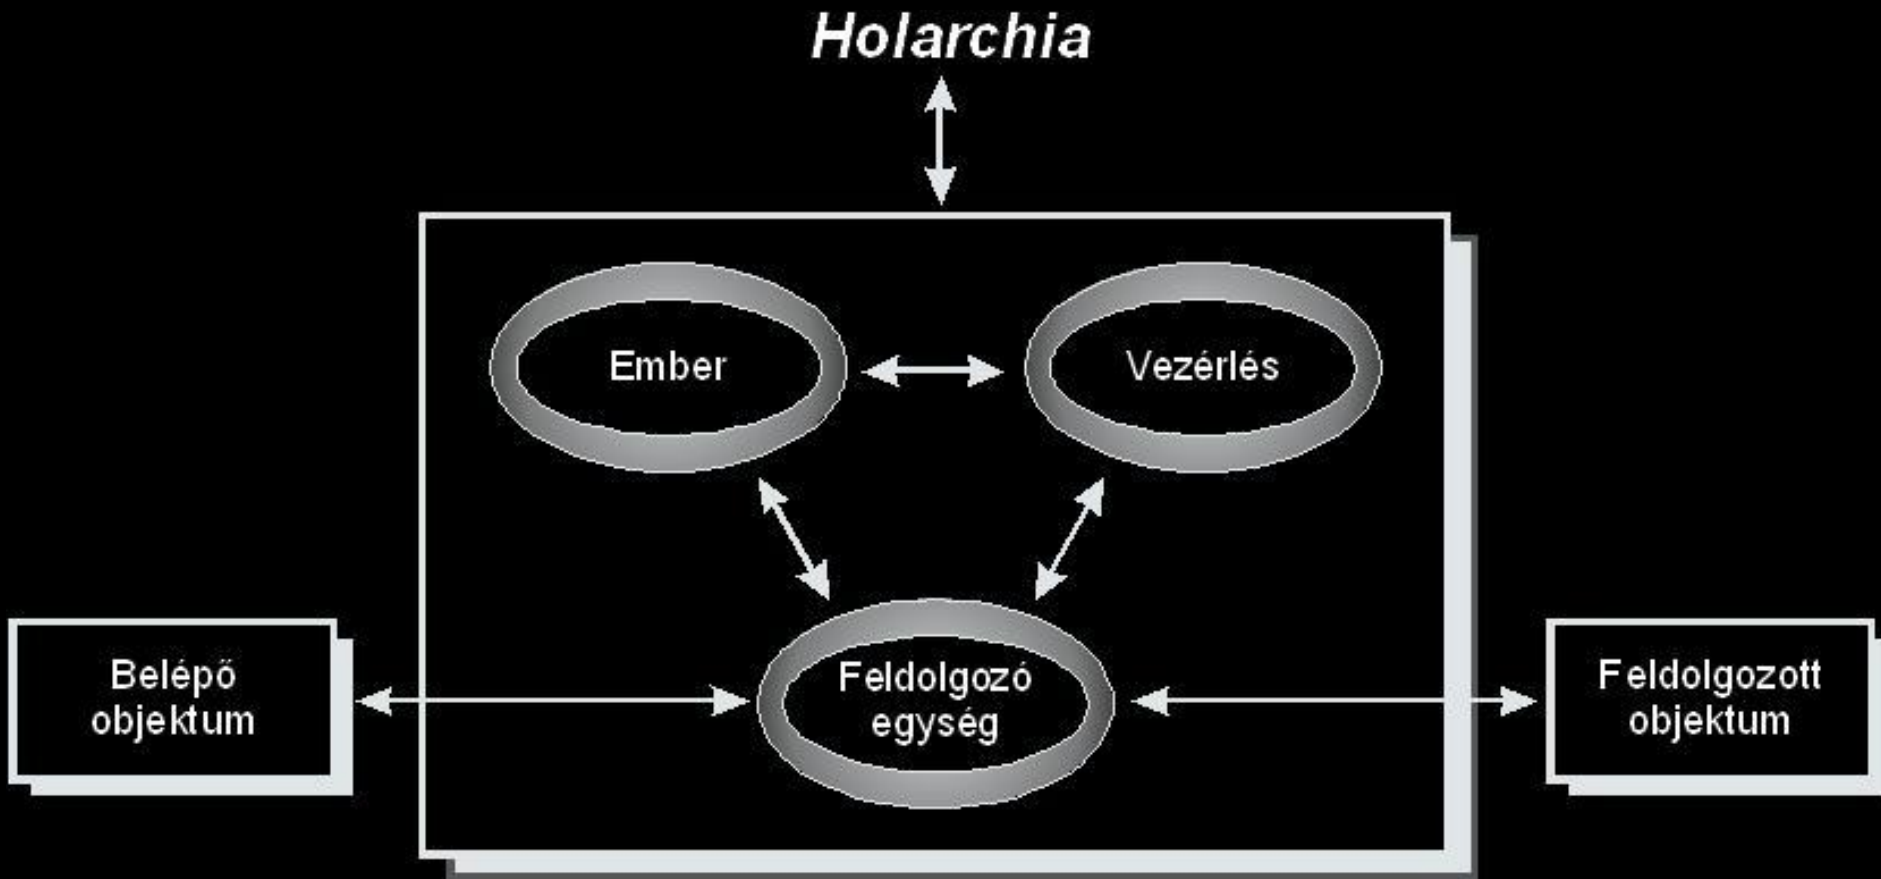 Holarchia
Ember
Vezérlés
Belépő
objektum
Feldolgozó
egység
Feldolgozott
objektum